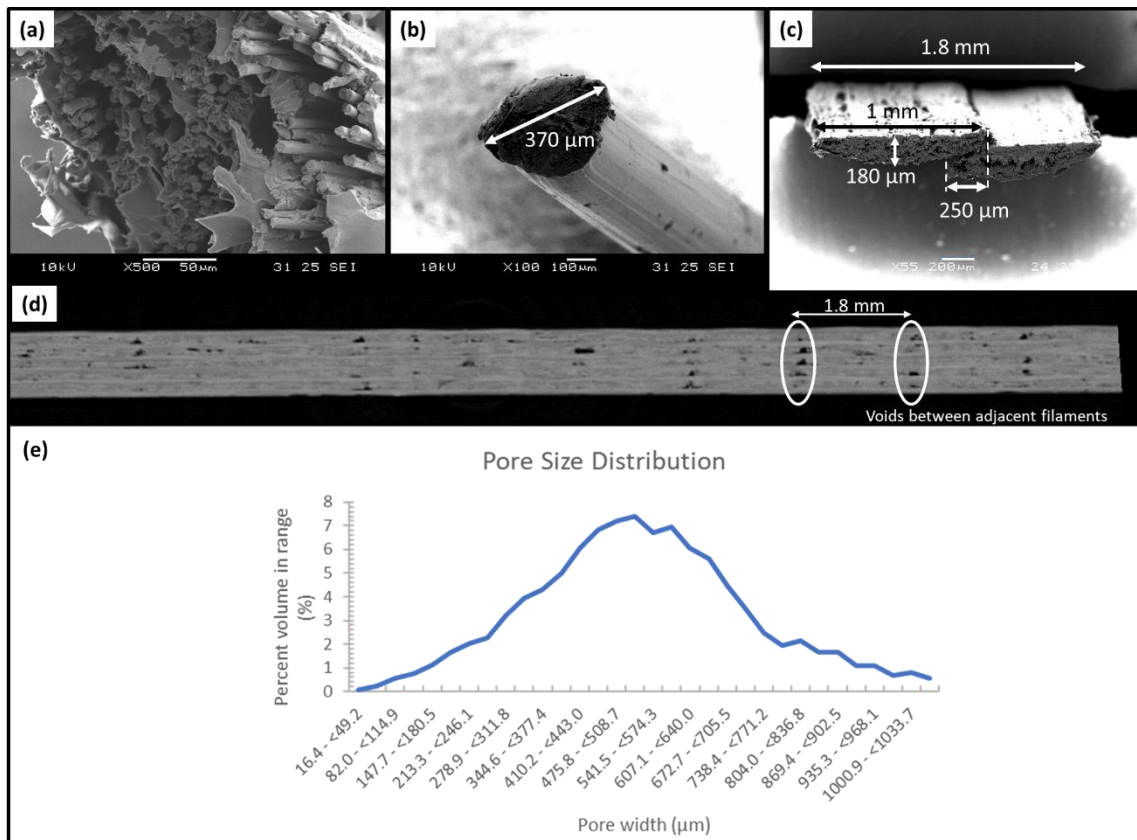 (a)
10kV X500 50μm 31 25 SEI
(b)
370 μm
10kV X100 100μm 31 25 SEI
(c)
1.8 mm
1 mm
180 μm
250 μm
X55 200μm
(d)
1.8 mm
Voids between adjacent filaments
(e)
Pore Size Distribution
Percent volume in range
(%)
8
7
6
5
4
3
2
1
0
16.4 - <49.2
82.0 - <114.9
147.7 - <180.5
213.3 - <246.1
278.9 - <311.8
344.6 - <377.4
410.2 - <443.0
475.8 - <508.7
541.5 - <574.3
607.1 - <640.0
672.7 - <705.5
738.4 - <771.2
804.0 - <836.8
869.4 - <902.5
935.3 - <968.1
1000.9 - <1033.7
Pore width (μm)